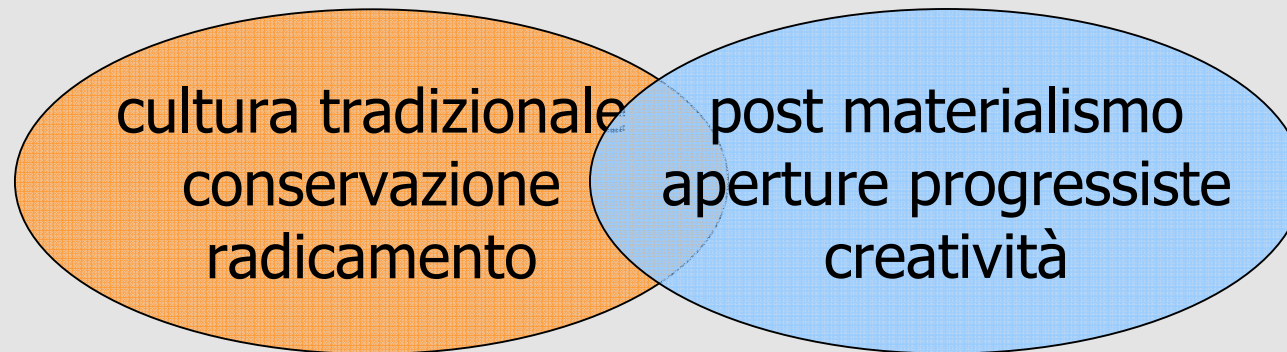 cultura tradizionale
conservazione
radicamento
post materialismo
aperture progressiste
creatività